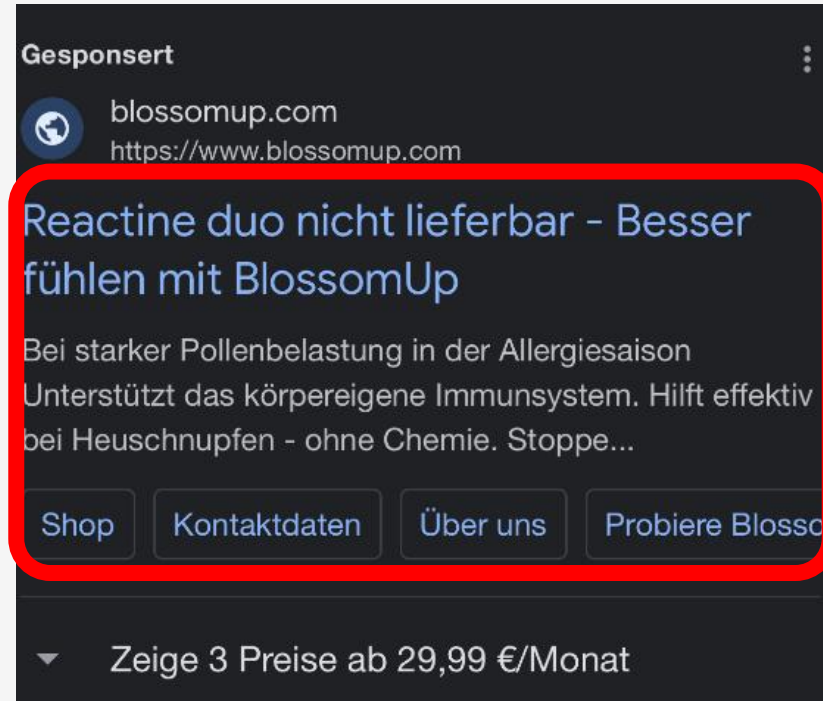 Gesponsert
blossomup.com
https://www.blossomup.com
Reactine duo nicht lieferbar - Besser
fühlen mit BlossomUp
Bei starker Pollenbelastung in der Allergiesaison
Unterstützt das körpereigene Immunsystem. Hilft effektiv
bei Heuschnupfen - ohne Chemie. Stoppe...
Shop Kontaktdaten Über uns Probiere Blosso
Zeige 3 Preise ab 29,99 €/Monat